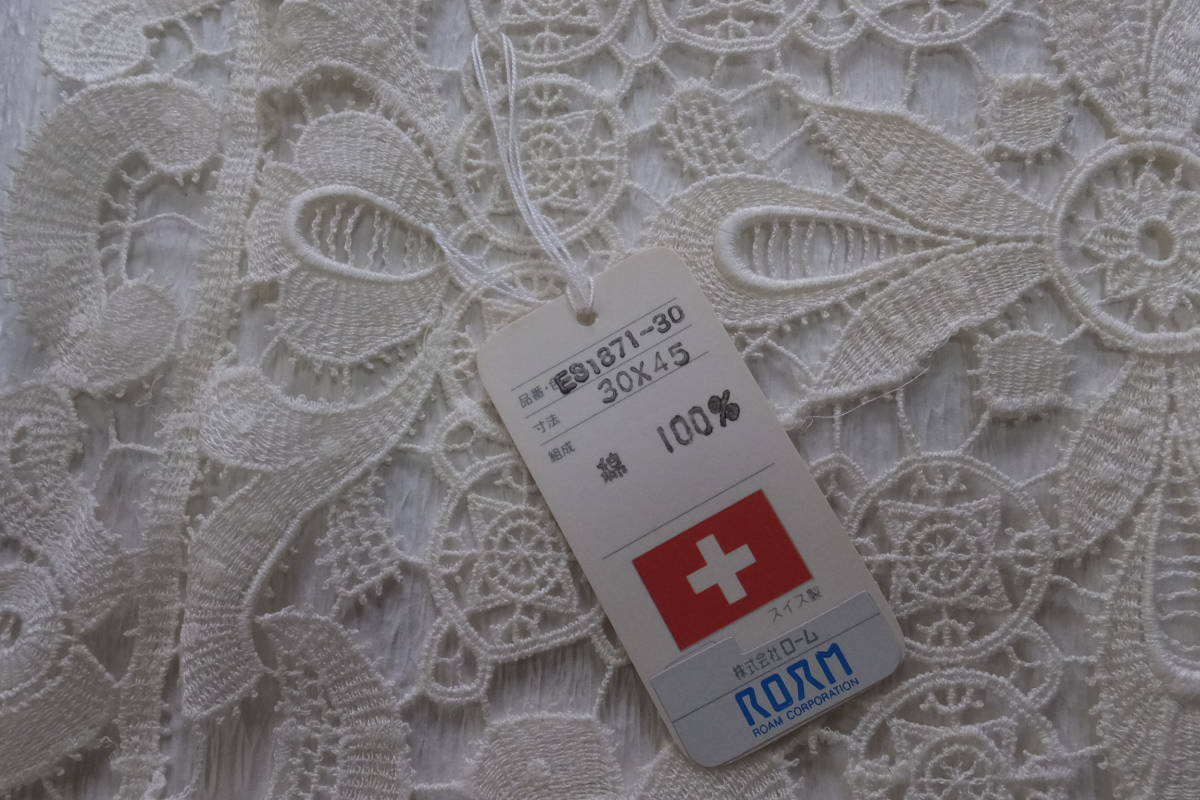 品番・色 ES1871-30
寸法 30X45
組成
綿 100%
スイス製
株式会社ローム
ROAM
ROAM CORPORATION